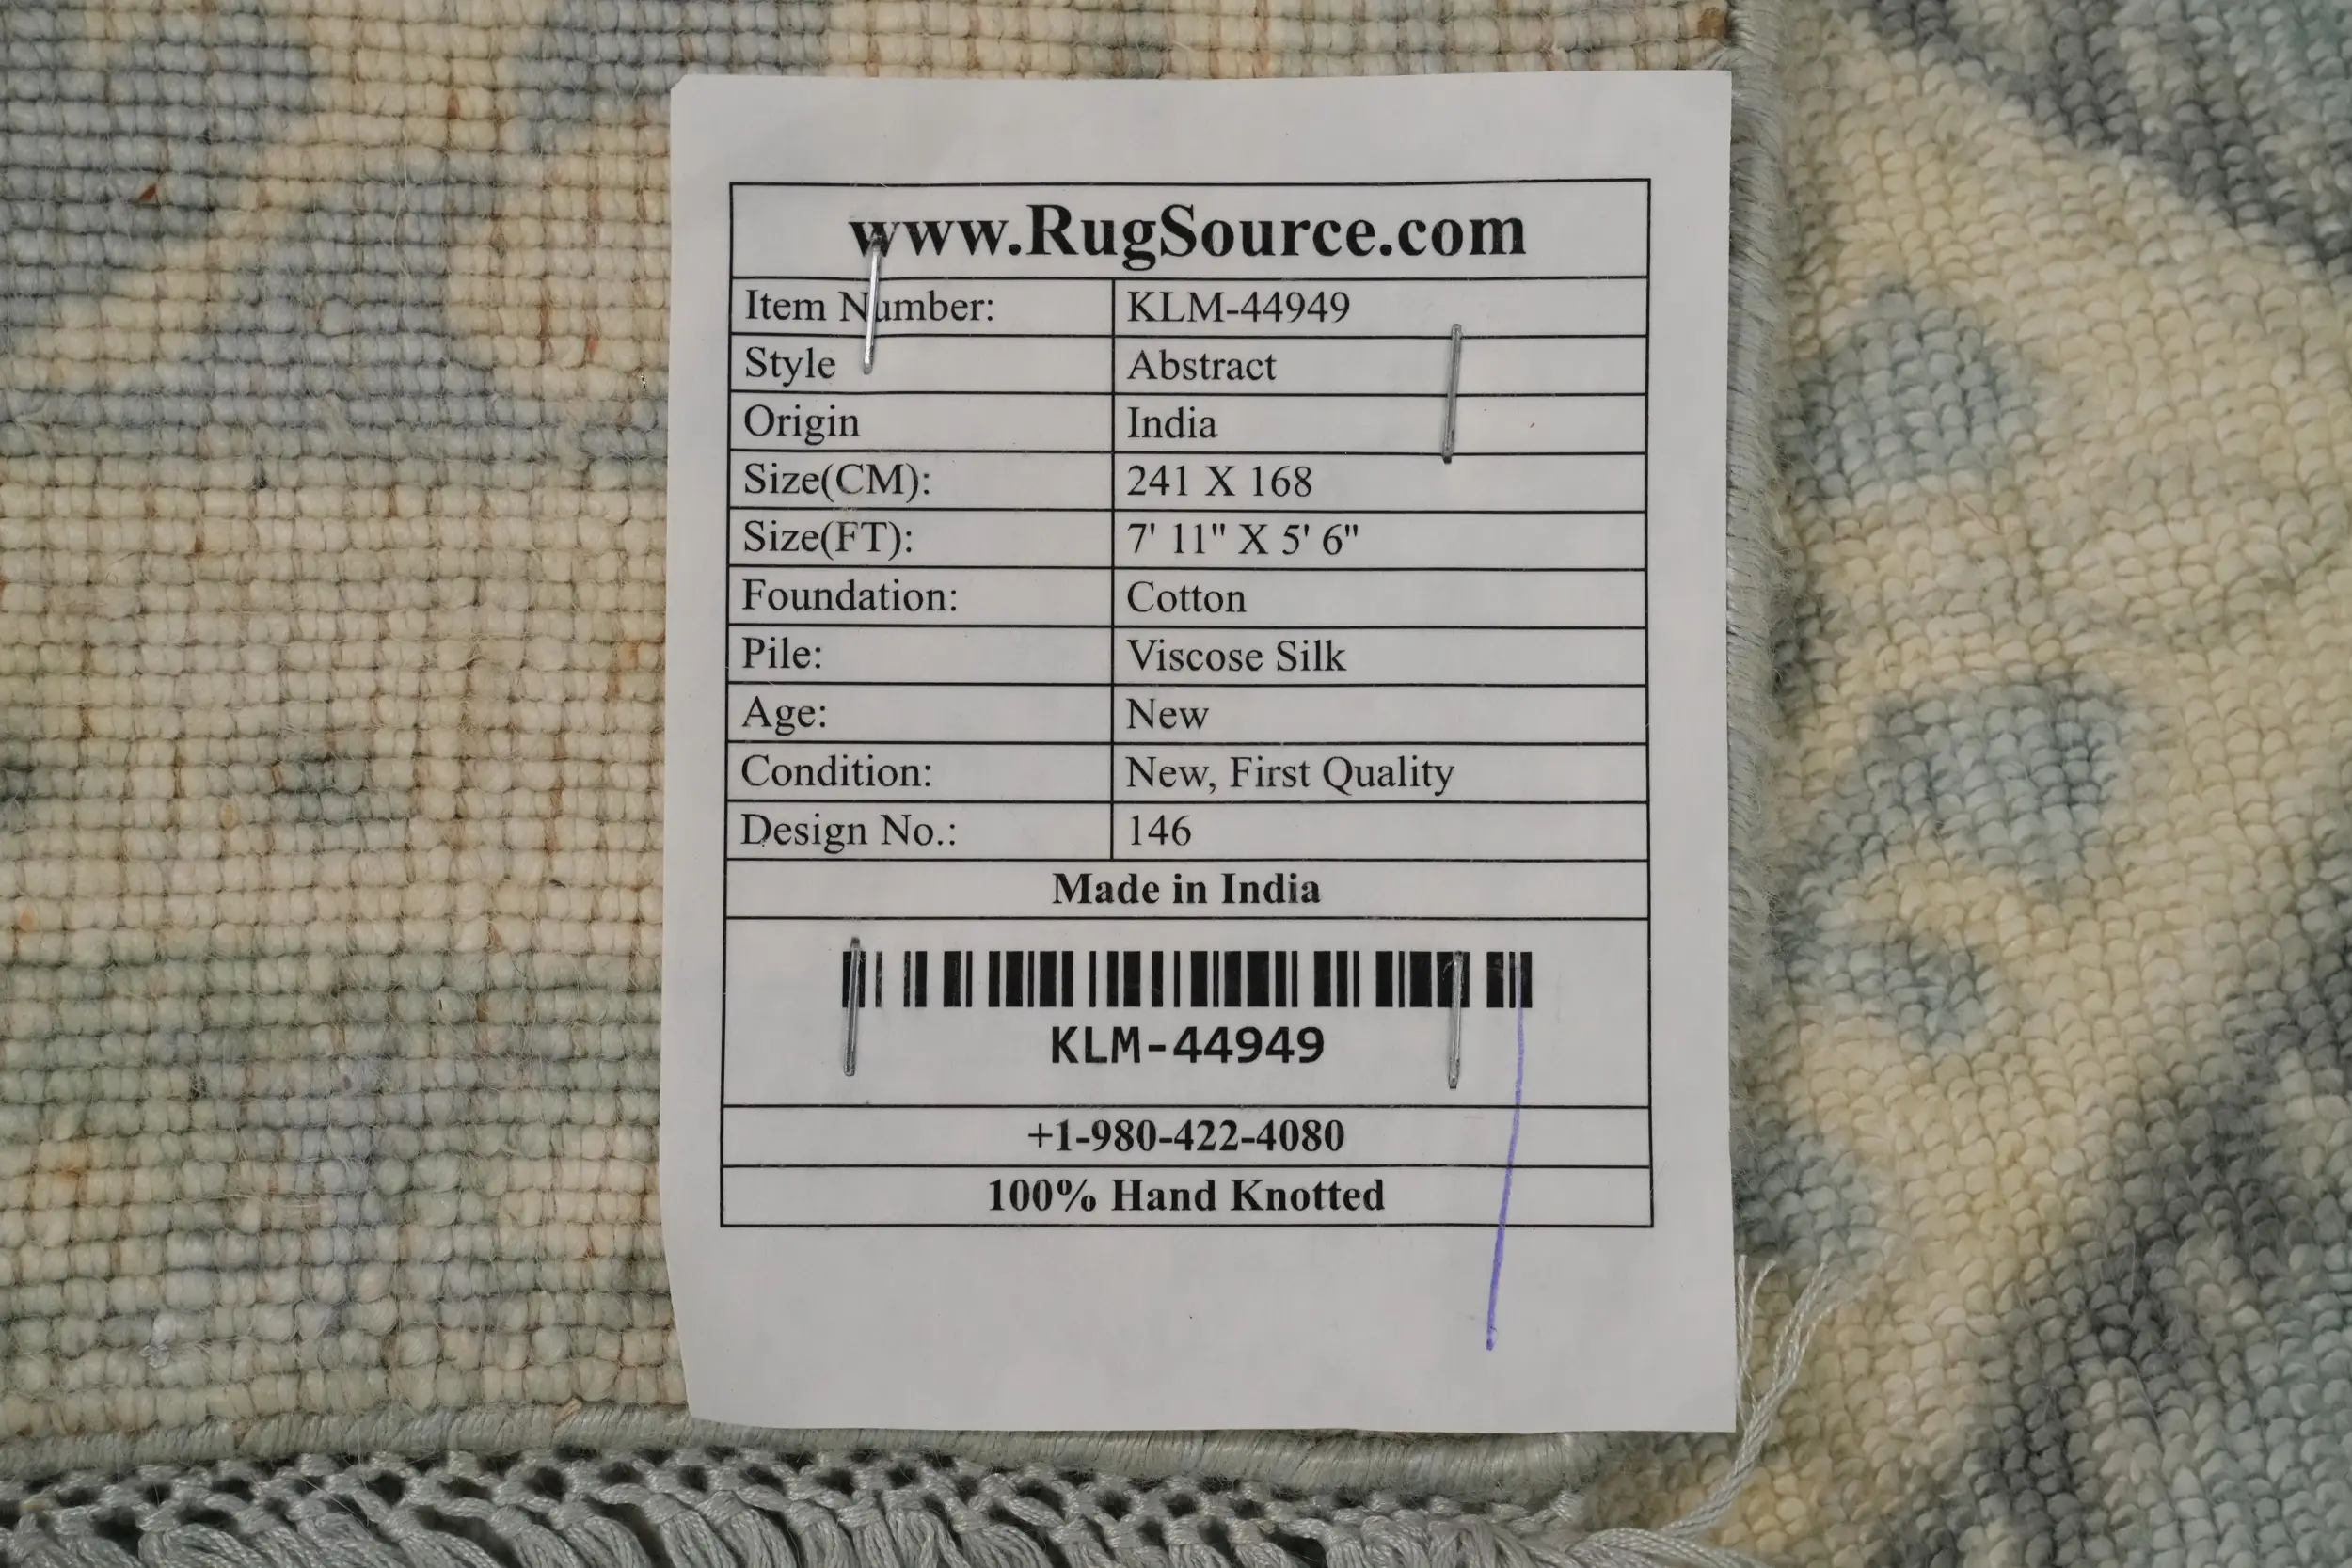 www.RugSource.com
Item Number: KLM-44949
Style Abstract
Origin India
Size(CM): 241 X 168
Size(FT): 7' 11" X 5' 6"
Foundation: Cotton
Pile: Viscose Silk
Age: New
Condition: New, First Quality
Design No.: 146
Made in India
KLM-44949
+1-980-422-4080
100% Hand Knotted